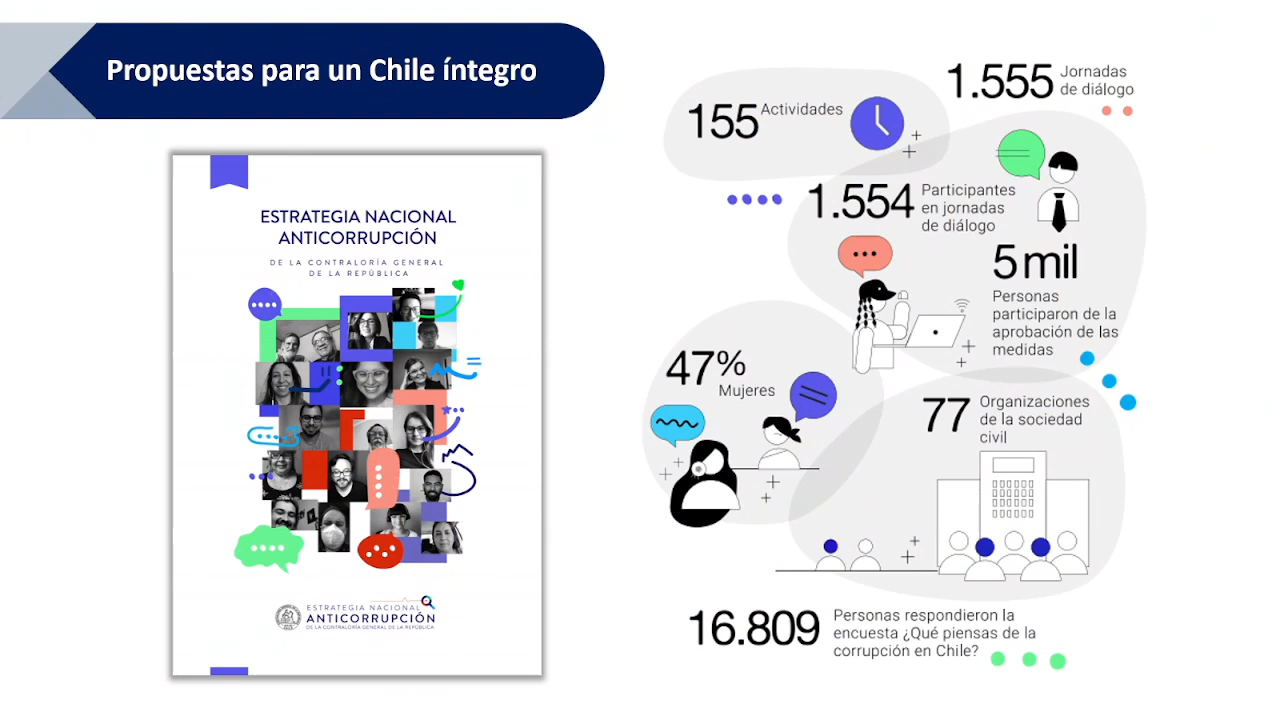 Propuestas para un Chile íntegro
ESTRATEGIA NACIONAL
ANTICORRUPCIÓN
DE LA CONTRALORÍA GENERAL
DE LA REPÚBLICA
ESTRATEGIA NACIONAL
ANTICORRUPCIÓN
DE LA CONTRALORÍA GENERAL DE LA REPÚBLICA
155 Actividades
1.555 Jornadas
de diálogo
1.554 Participantes
en jornadas
de diálogo
5 mil
Personas
participaron de la
aprobación de las
medidas
47%
Mujeres
77 Organizaciones
de la sociedad
civil
16.809 Personas respondieron la
encuesta ¿Qué piensas de la
corrupción en Chile?